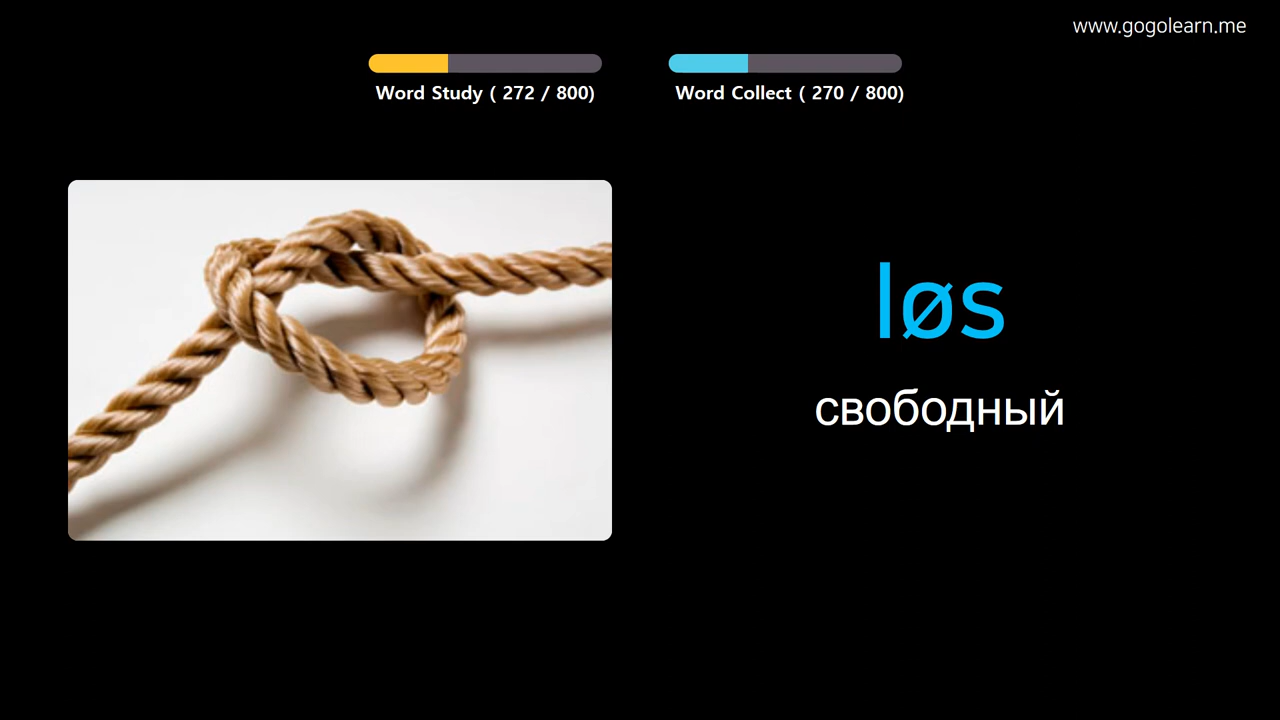 www.gogolearn.me
Word Study ( 272 / 800)
Word Collect ( 270 / 800)
løs
свободный